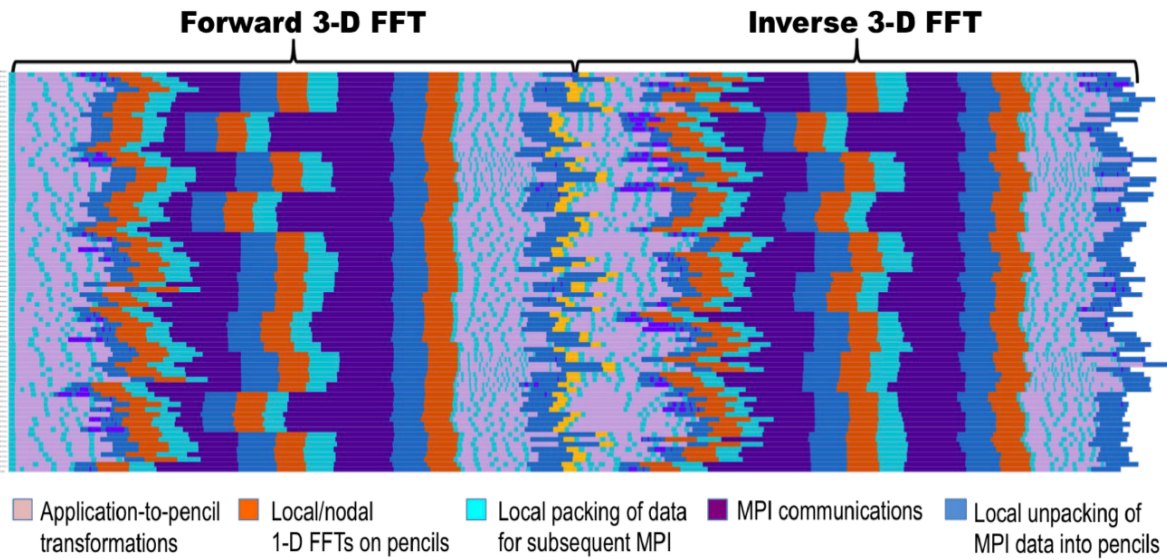 Forward 3-D FFT
Inverse 3-D FFT
Application-to-pencil
transformations
Local/nodal
1-D FFTs on pencils
Local packing of data
for subsequent MPI
MPI communications
Local unpacking of
MPI data into pencils